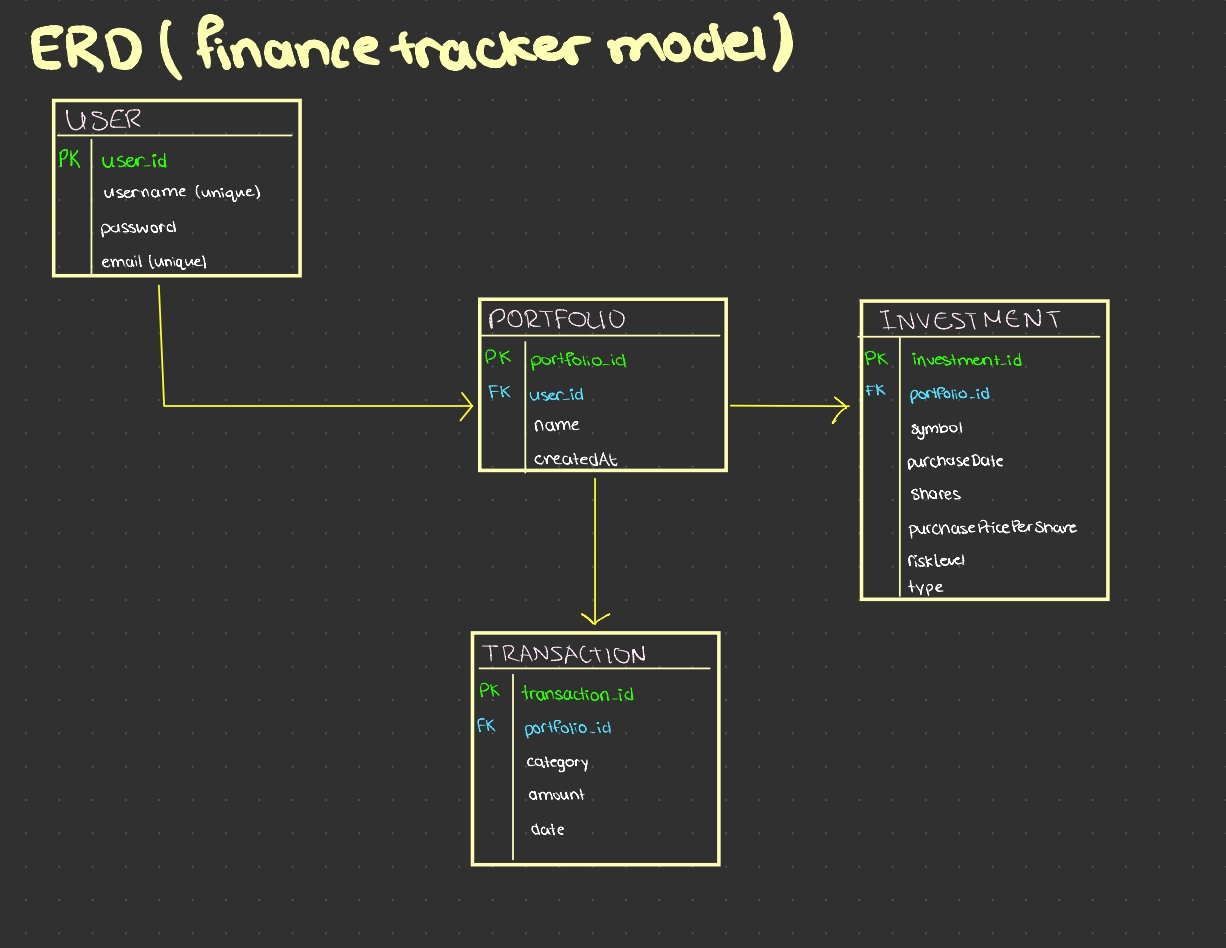 ERD (finance tracker model)
USER
PK user_id
username (unique)
password
email (unique)
PORTFOLIO
PK portfolio_id
FK user_id
name
createdAt
INVESTMENT
PK investment_id
FK portfolio_id
symbol
purchaseDate
shares
purchasePricePerShare
riskLevel
type
TRANSACTION
PK transaction_id
FK portfolio_id
category
amount
date